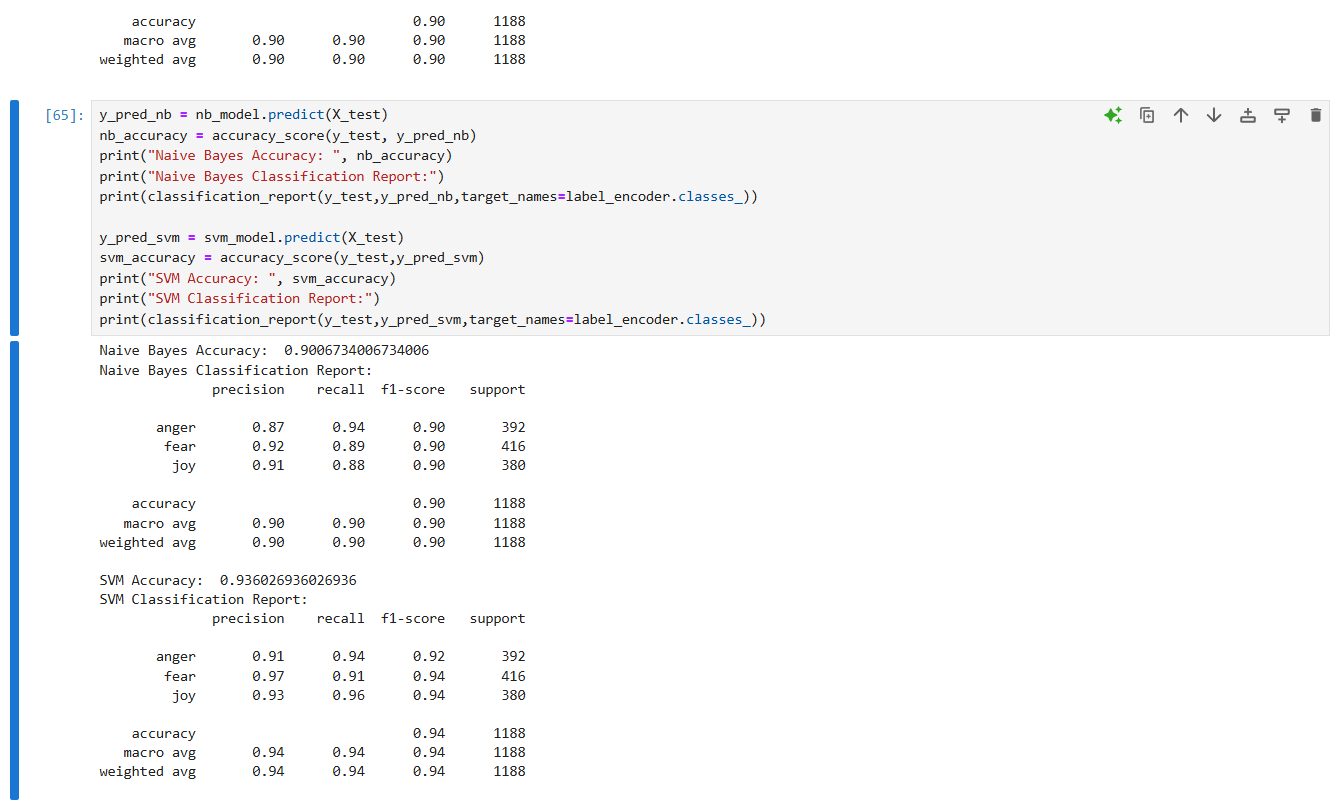 accuracy 0.90 1188
macro avg 0.90 0.90 0.90 1188
weighted avg 0.90 0.90 0.90 1188
[65]:
y_pred_nb = nb_model.predict(X_test)
nb_accuracy = accuracy_score(y_test, y_pred_nb)
print("Naive Bayes Accuracy: ", nb_accuracy)
print("Naive Bayes Classification Report:")
print(classification_report(y_test,y_pred_nb,target_names=label_encoder.classes_))
y_pred_svm = svm_model.predict(X_test)
svm_accuracy = accuracy_score(y_test,y_pred_svm)
print("SVM Accuracy: ", svm_accuracy)
print("SVM Classification Report:")
print(classification_report(y_test,y_pred_svm,target_names=label_encoder.classes_))
Naive Bayes Accuracy:  0.9006734006734006
Naive Bayes Classification Report:
precision recall f1-score support
anger 0.87 0.94 0.90 392
fear 0.92 0.89 0.90 416
joy 0.91 0.88 0.90 380
accuracy 0.90 1188
macro avg 0.90 0.90 0.90 1188
weighted avg 0.90 0.90 0.90 1188
SVM Accuracy:  0.936026936026936
SVM Classification Report:
precision recall f1-score support
anger 0.91 0.94 0.92 392
fear 0.97 0.91 0.94 416
joy 0.93 0.96 0.94 380
accuracy 0.94 1188
macro avg 0.94 0.94 0.94 1188
weighted avg 0.94 0.94 0.94 1188